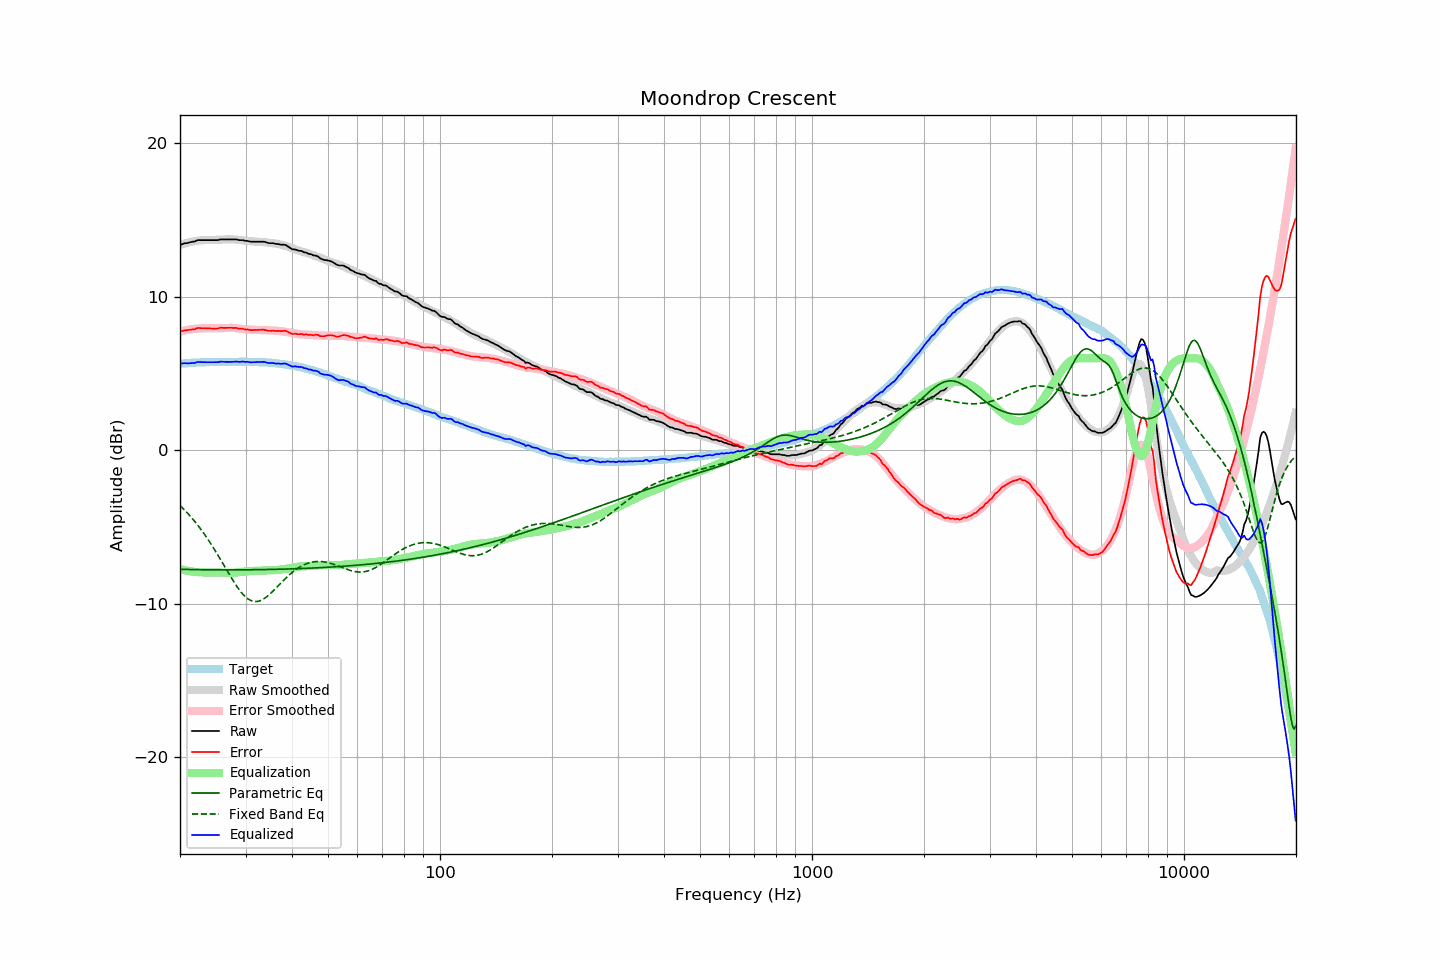 Moondrop Crescent
20
10
0
−10
−20
Amplitude (dBr)
Target
Raw Smoothed
Error Smoothed
Raw
Error
Equalization
Parametric Eq
Fixed Band Eq
Equalized
100
1000
10000
Frequency (Hz)